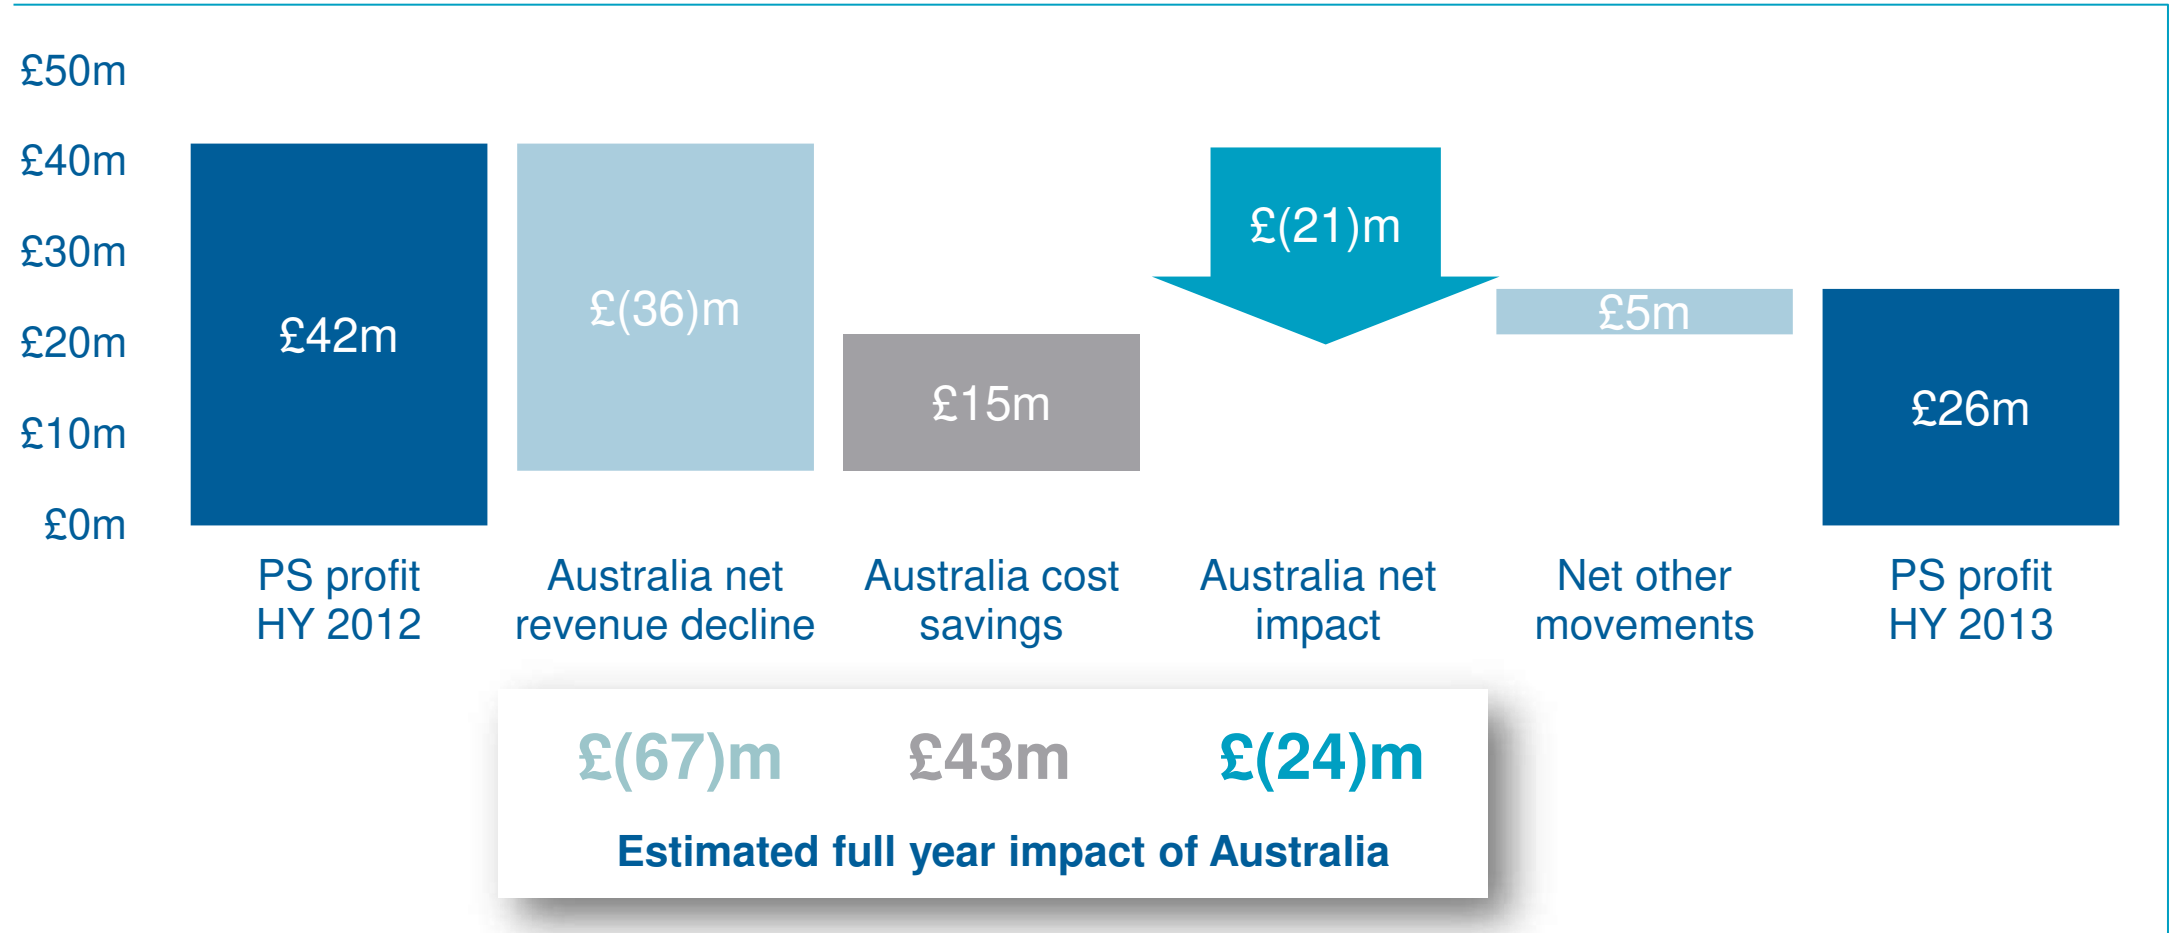 £50m
£40m
£30m
£20m
£10m
£0m
£42m
£(36)m
£15m
£(21)m
£5m
£26m
PS profit
HY 2012
Australia net
revenue decline
Australia cost
savings
Australia net
impact
Net other
movements
PS profit
HY 2013
£(67)m £43m £(24)m
Estimated full year impact of Australia